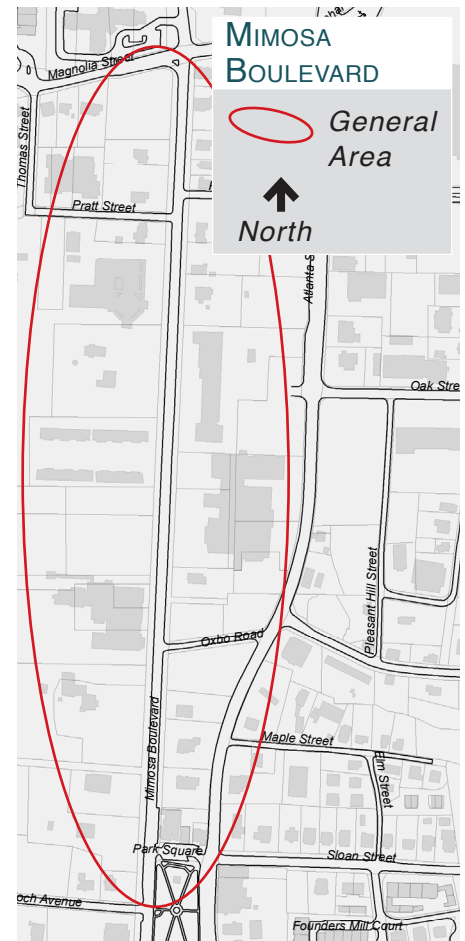 MIMOSA
BOULEVARD
General
Area
North
Magnolia Street
Thomas Street
Pratt Street
Atlanta S
Oak Stre
Pleasant Hill Street
Oxbo Road
Mimosa Boulevard
Maple Street
Elm Street
Park Square
Sloan Street
och Avenue
Founders Mill Court